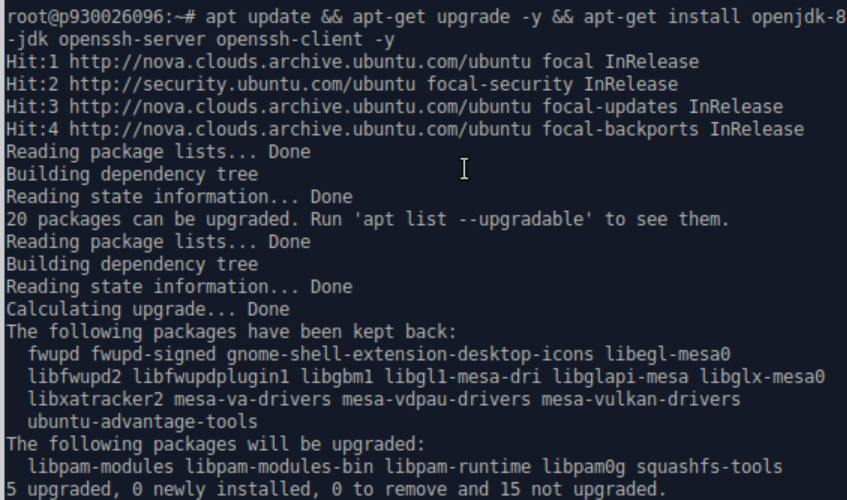 root@p930026096:~# apt update && apt-get upgrade -y && apt-get install openjdk-8
-jdk openssh-server openssh-client -y
Hit:1 http://nova.clouds.archive.ubuntu.com/ubuntu focal InRelease
Hit:2 http://security.ubuntu.com/ubuntu focal-security InRelease
Hit:3 http://nova.clouds.archive.ubuntu.com/ubuntu focal-updates InRelease
Hit:4 http://nova.clouds.archive.ubuntu.com/ubuntu focal-backports InRelease
Reading package lists... Done
Building dependency tree
Reading state information... Done
20 packages can be upgraded. Run 'apt list --upgradable' to see them.
Reading package lists... Done
Building dependency tree
Reading state information... Done
Calculating upgrade... Done
The following packages have been kept back:
  fwupd fwupd-signed gnome-shell-extension-desktop-icons libegl-mesa0
  libfwupd2 libfwupdplugin1 libgbm1 libgl1-mesa-dri libglapi-mesa libglx-mesa0
  libxatracker2 mesa-va-drivers mesa-vdpau-drivers mesa-vulkan-drivers
  ubuntu-advantage-tools
The following packages will be upgraded:
  libpam-modules libpam-modules-bin libpam-runtime libpam0g squashfs-tools
5 upgraded, 0 newly installed, 0 to remove and 15 not upgraded.